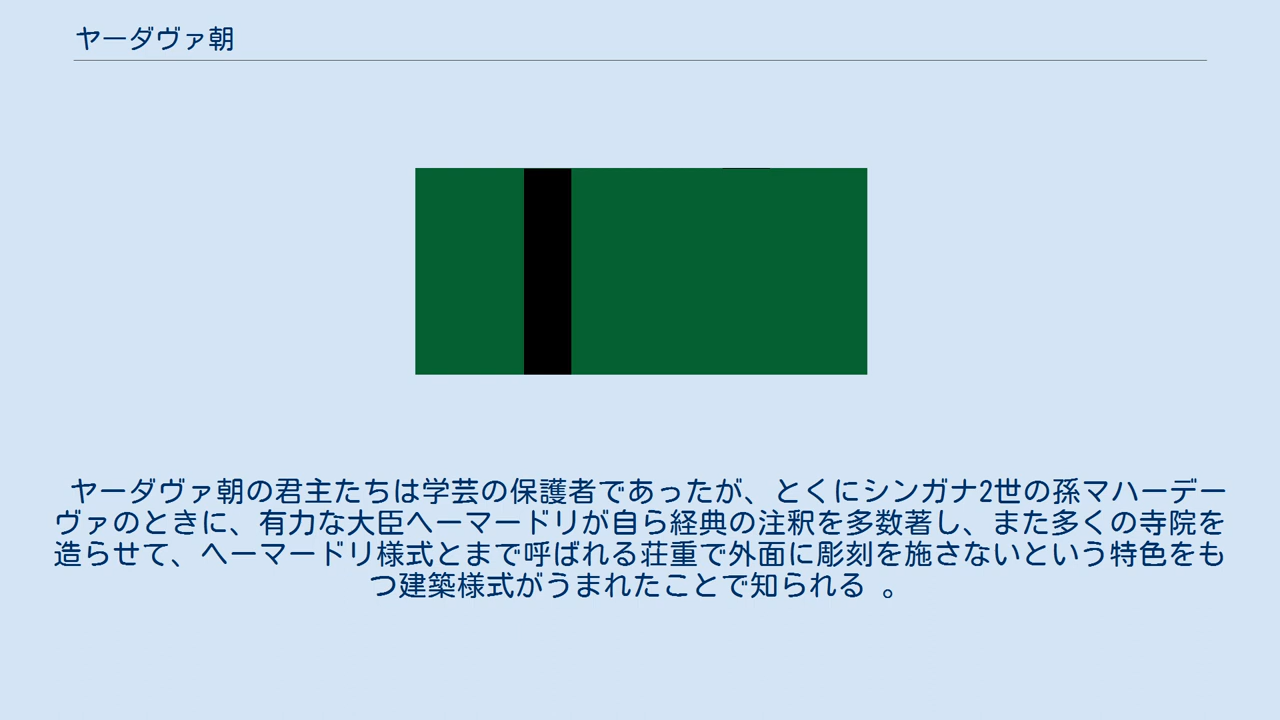 ヤーダヴァ朝
ヤーダヴァ朝の君主たちは学芸の保護者であったが、とくにシンガナ2世の孫マハーデー
ヴァのときに、有力な大臣ヘーマードリが自ら経典の注釈を多数著し、また多くの寺院を
造らせて、ヘーマードリ様式とまで呼ばれる荘重で外面に彫刻を施さないという特色をも
つ建築様式がうまれたことで知られる 。